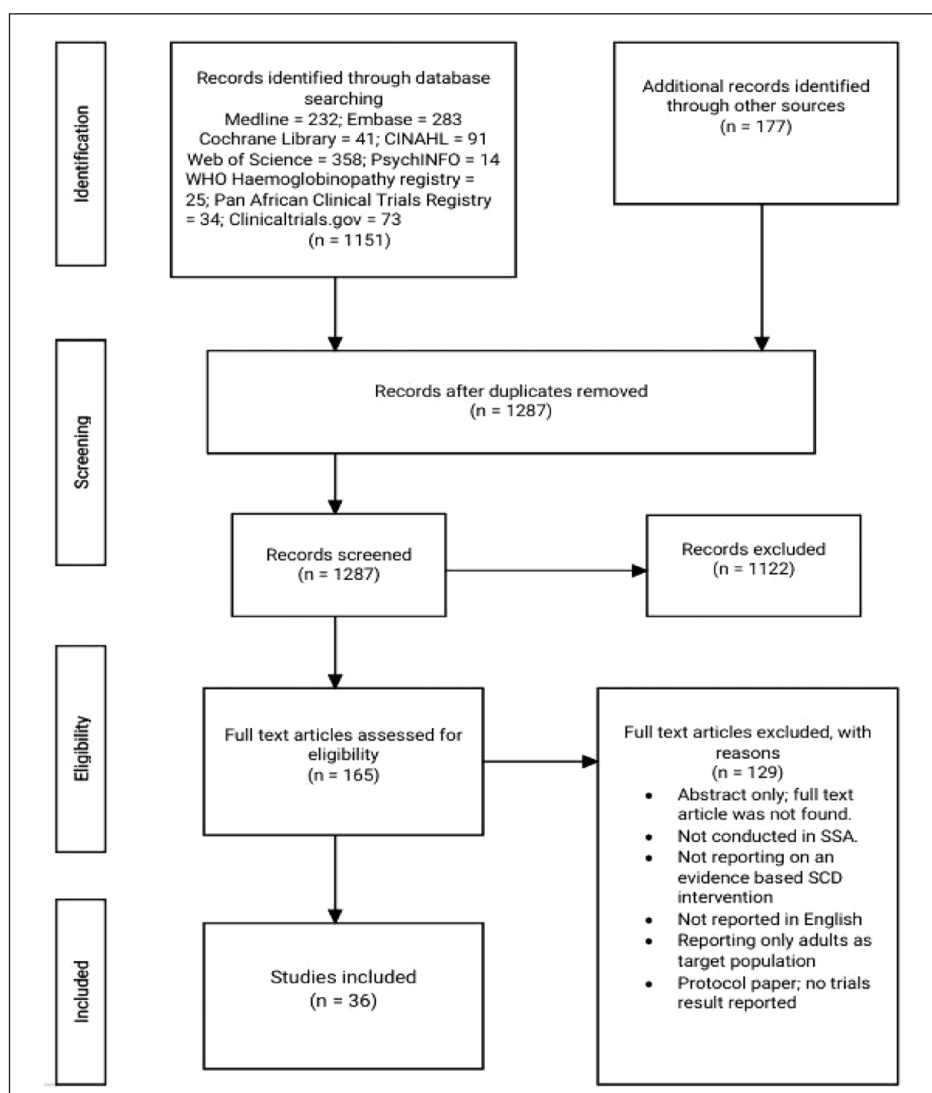 Identification
Records identified through database
searching
Medline = 232; Embase = 283
Cochrane Library = 41; CINAHL = 91
Web of Science = 358; PsychINFO = 14
WHO Haemoglobinopathy registry =
25; Pan African Clinical Trials Registry
= 34; Clinicaltrials.gov = 73
(n = 1151)
Additional records identified
through other sources
(n = 177)
Screening
Records after duplicates removed
(n = 1287)
Records screened
(n = 1287)
Records excluded
(n = 1122)
Eligibility
Full text articles assessed for
eligibility
(n = 165)
Full text articles excluded, with
reasons
(n = 129)
• Abstract only; full text
article was not found.
• Not conducted in SSA.
• Not reporting on an
evidence based SCD
intervention
• Not reported in English
• Reporting only adults as
target population
• Protocol paper; no trials
result reported
Included
Studies included
(n = 36)